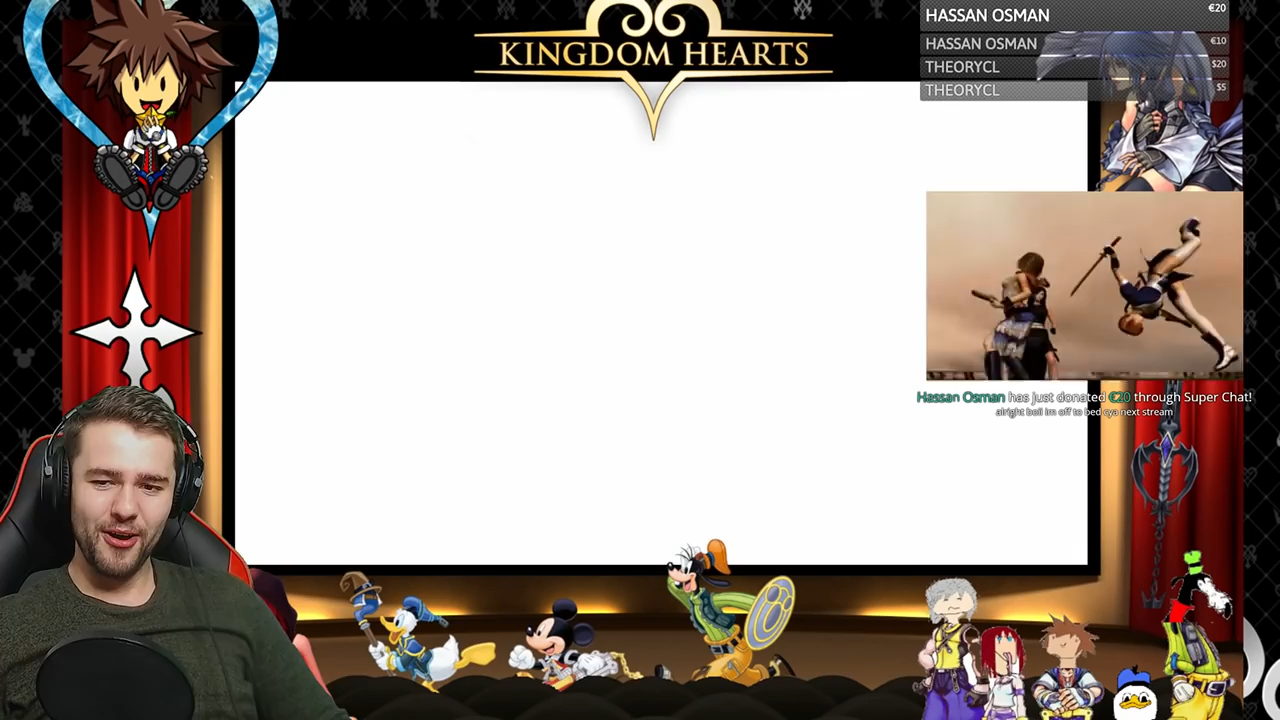 KINGDOM HEARTS
HASSAN OSMAN €20
HASSAN OSMAN €10
THEORYCL $20
THEORYCL $5
Hassan Osman has just donated €20 through Super Chat!
alright boii im off to bed cya next stream